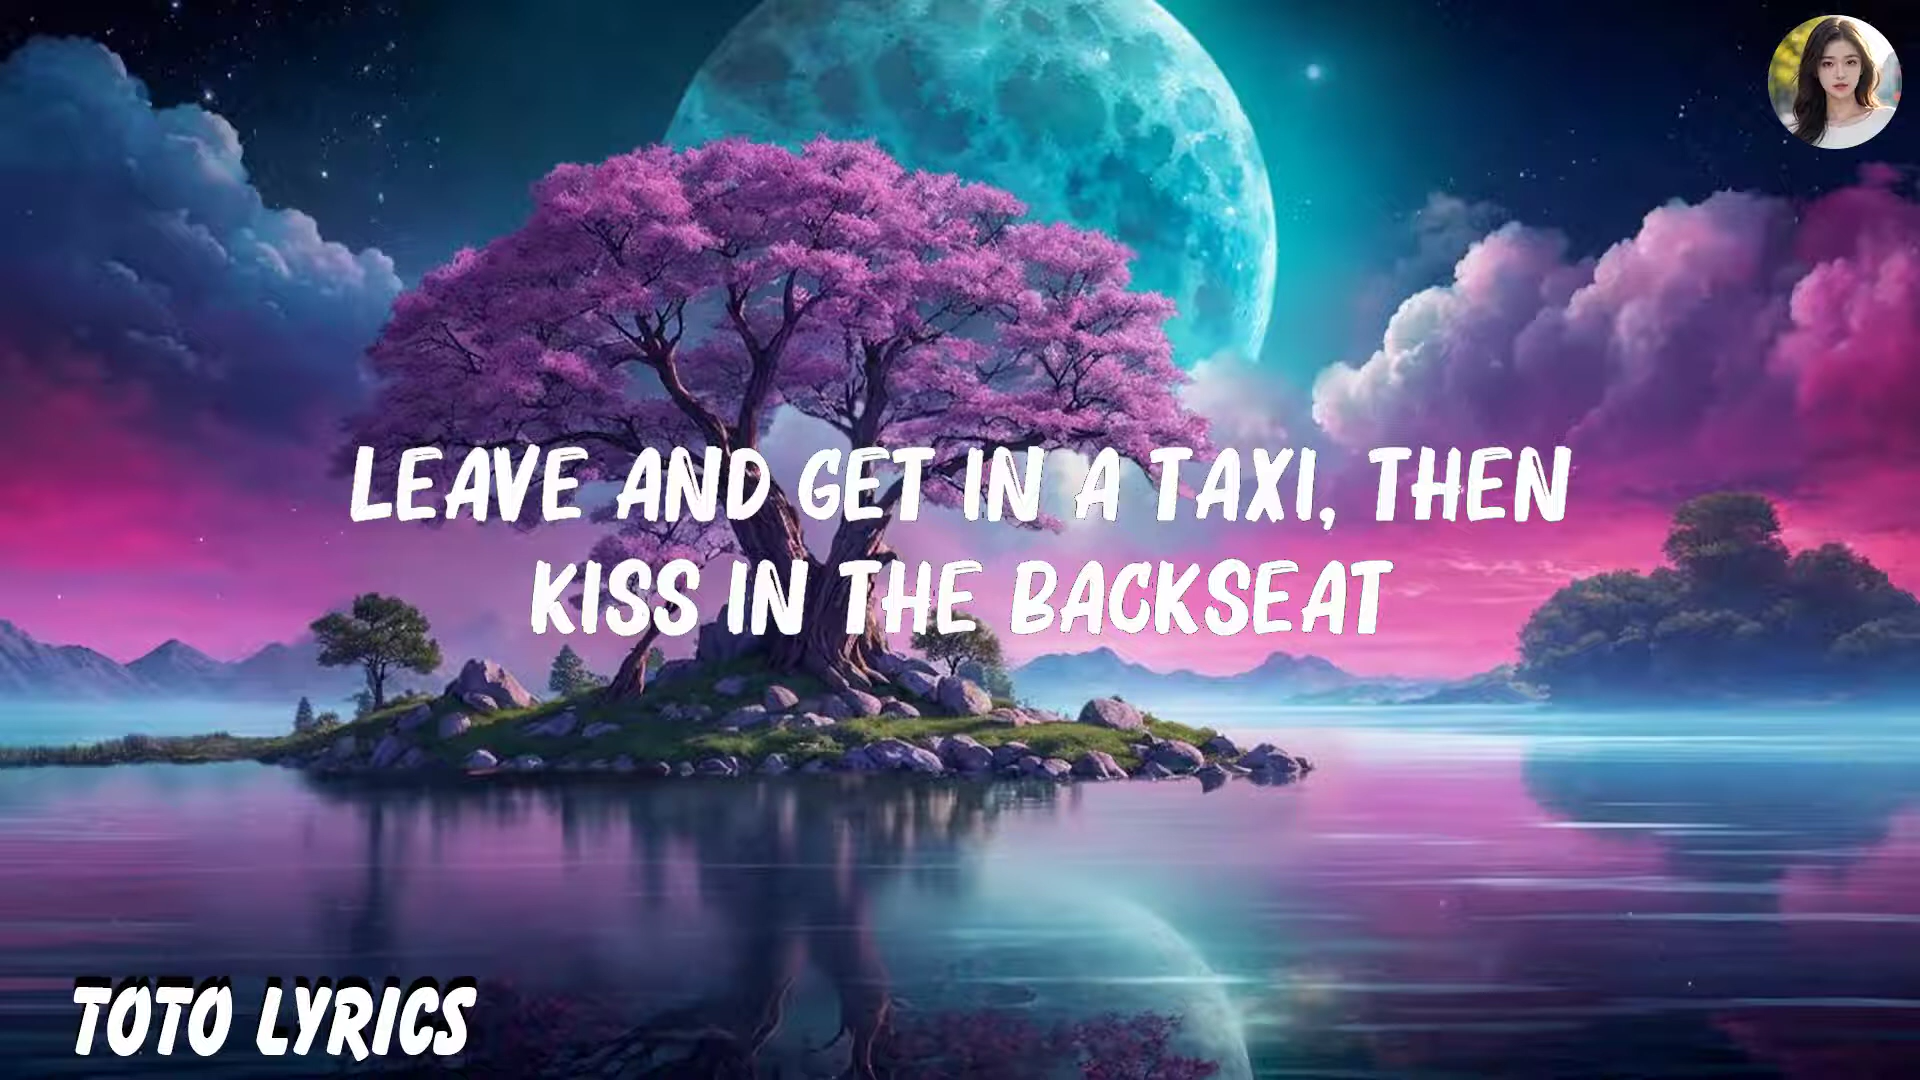 LEAVE AND GET IN A TAXI, THEN
KISS IN THE BACKSEAT
TOTO LYRICS